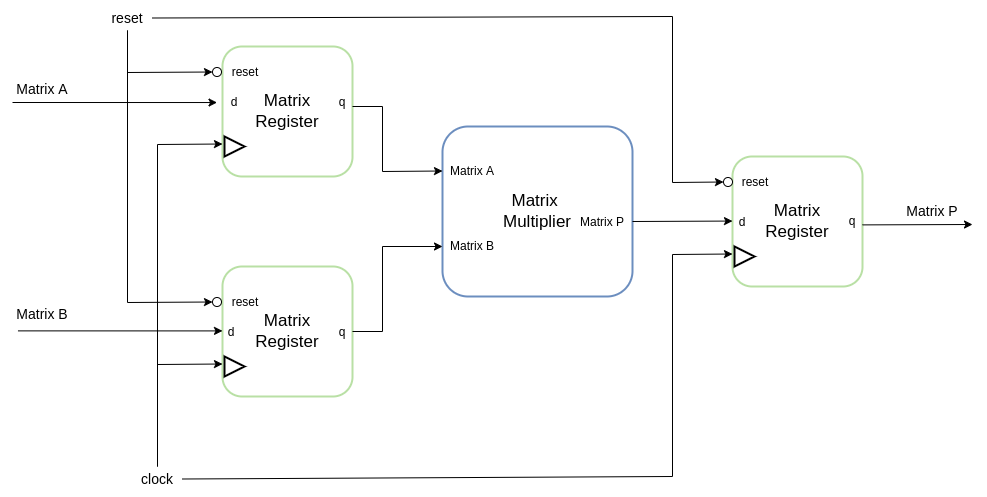 reset
Matrix A
reset
d
Matrix
Register
q
Matrix A
Matrix
Multiplier
Matrix P
Matrix B
reset
d
Matrix
Register
q
Matrix P
Matrix B
reset
d
Matrix
Register
q
clock